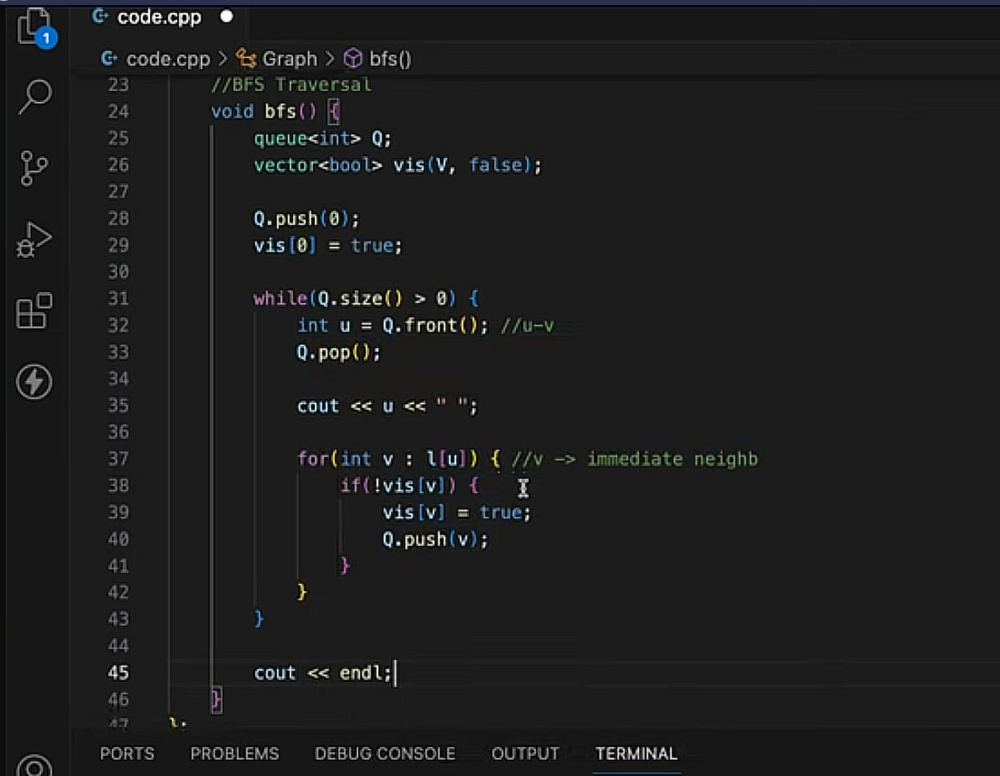 code.cpp
1
code.cpp > Graph > bfs()
23 //BFS Traversal
24 void bfs() {
25 queue<int> Q;
26 vector<bool> vis(V, false);
27
28 Q.push(0);
29 vis[0] = true;
30
31 while(Q.size() > 0) {
32 int u = Q.front(); //u-v
33 Q.pop();
34
35 cout << u << " ";
36
37 for(int v : l[u]) { //v -> immediate neighb
38 if(!vis[v]) {
39 vis[v] = true;
40 Q.push(v);
41 }
42 }
43 }
44
45 cout << endl;
46 }
47 };
PORTS PROBLEMS DEBUG CONSOLE OUTPUT TERMINAL